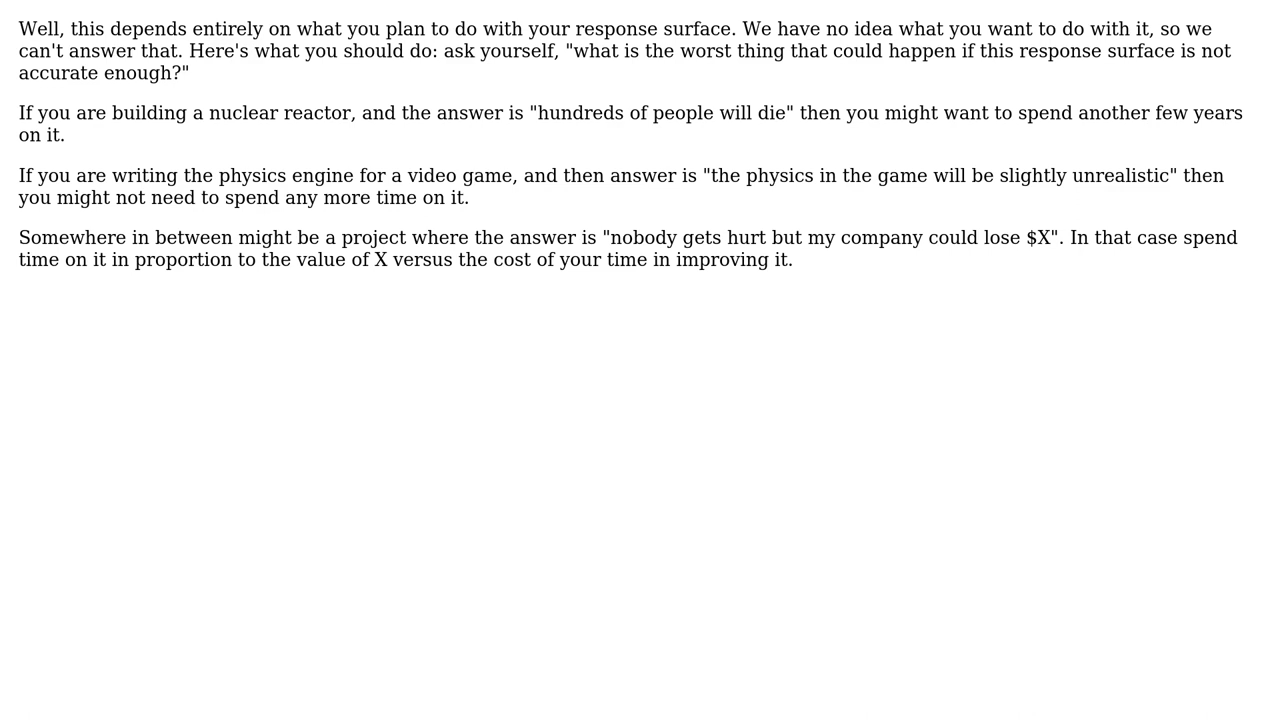 Well, this depends entirely on what you plan to do with your response surface. We have no idea what you want to do with it, so we
can't answer that. Here's what you should do: ask yourself, "what is the worst thing that could happen if this response surface is not
accurate enough?"
If you are building a nuclear reactor, and the answer is "hundreds of people will die" then you might want to spend another few years
on it.
If you are writing the physics engine for a video game, and then answer is "the physics in the game will be slightly unrealistic" then
you might not need to spend any more time on it.
Somewhere in between might be a project where the answer is "nobody gets hurt but my company could lose $X". In that case spend
time on it in proportion to the value of X versus the cost of your time in improving it.